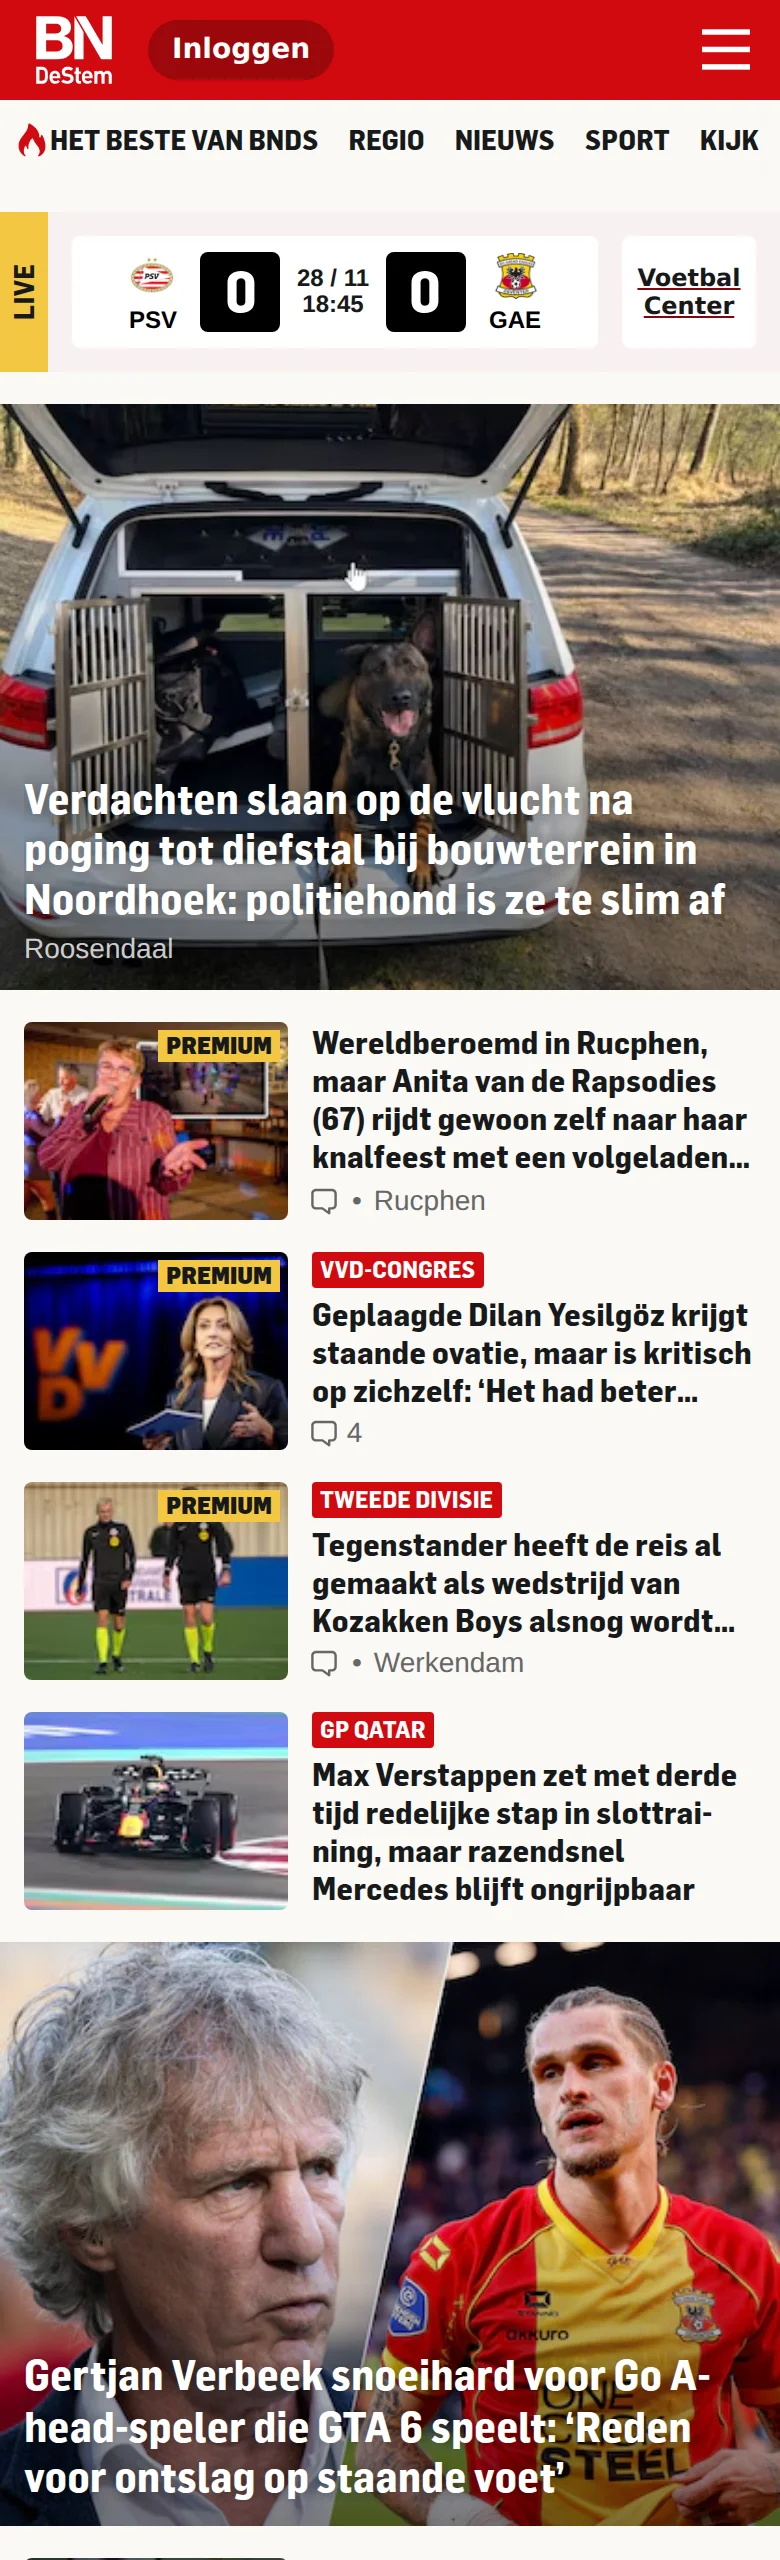 BN
DeStem
Inloggen
HET BESTE VAN BNDS REGIO NIEUWS SPORT KIJK
LIVE
PSV
PSV
0
28 / 11
18:45
0
GAE
Voetbal
Center
Verdachten slaan op de vlucht na
poging tot diefstal bij bouwterrein in
Noordhoek: politiehond is ze te slim af
Roosendaal
PREMIUM
Wereldberoemd in Rucphen,
maar Anita van de Rapsodies
(67) rijdt gewoon zelf naar haar
knalfeest met een volgeladen...
• Rucphen
PREMIUM
VVD
VVD-CONGRES
Geplaagde Dilan Yesilgöz krijgt
staande ovatie, maar is kritisch
op zichzelf: ‘Het had beter...
4
PREMIUM
TWEEDE DIVISIE
Tegenstander heeft de reis al
gemaakt als wedstrijd van
Kozakken Boys alsnog wordt...
• Werkendam
GP QATAR
Max Verstappen zet met derde
tijd redelijke stap in slottrai-
ning, maar razendsnel
Mercedes blijft ongrijpbaar
akkuro
ONE
STEEL
Gertjan Verbeek snoeihard voor Go A-
head-speler die GTA 6 speelt: ‘Reden
voor ontslag op staande voet’